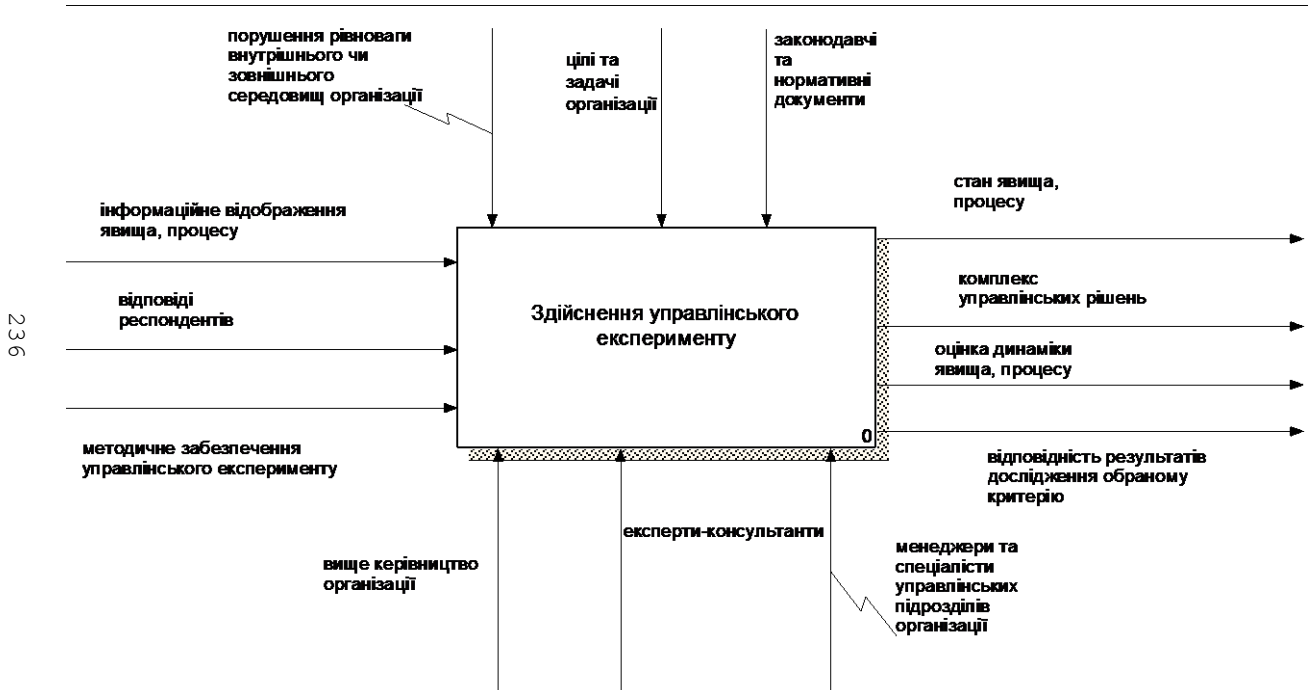 порушення рівноваги
внутрішнього чи
зовнішнього
середовищ організації
цілі та
задачі
організації
законодавчі
та
нормативні
документи
інформаційне відображення
явища, процесу
відповіді
респондентів
методичне забезпечення
управлінського експерименту
Здійснення управлінського
експерименту
0
стан явища,
процесу
комплекс
управлінських рішень
оцінка динаміки
явища, процесу
відповідність результатів
дослідження обраному
критерію
вище керівництво
організації
експерти-консультанти
менеджери та
спеціалісти
управлінських
підрозділів
організації
236